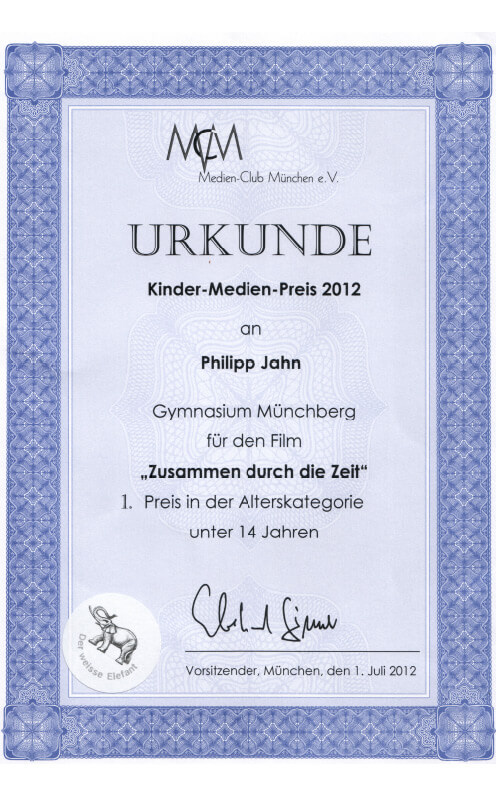 MCM
Medien-Club München e.V.
URKUNDE
Kinder-Medien-Preis 2012
an
Philipp Jahn
Gymnasium Münchberg
für den Film
„Zusammen durch die Zeit“
1. Preis in der Alterskategorie
unter 14 Jahren
Vorsitzender, München, den 1. Juli 2012
Der weisse Elefant